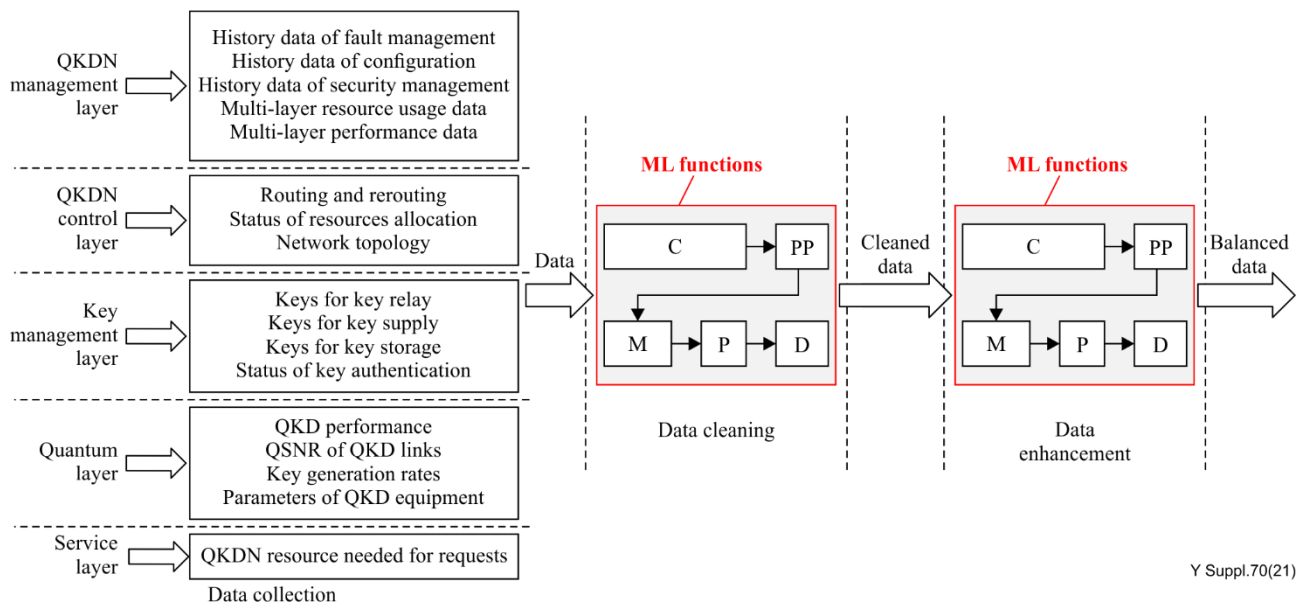 QKDN
management
layer
History data of fault management
History data of configuration
History data of security management
Multi-layer resource usage data
Multi-layer performance data
QKDN
control
layer
Routing and rerouting
Status of resources allocation
Network topology
Key
management
layer
Keys for key relay
Keys for key supply
Keys for key storage
Status of key authentication
Quantum
layer
QKD performance
QSNR of QKD links
Key generation rates
Parameters of QKD equipment
Service
layer
QKDN resource needed for requests
Data collection
Data
ML functions
C
PP
M
P
D
Data cleaning
Cleaned
data
ML functions
C
PP
M
P
D
Data
enhancement
Balanced
data
Y Suppl.70(21)